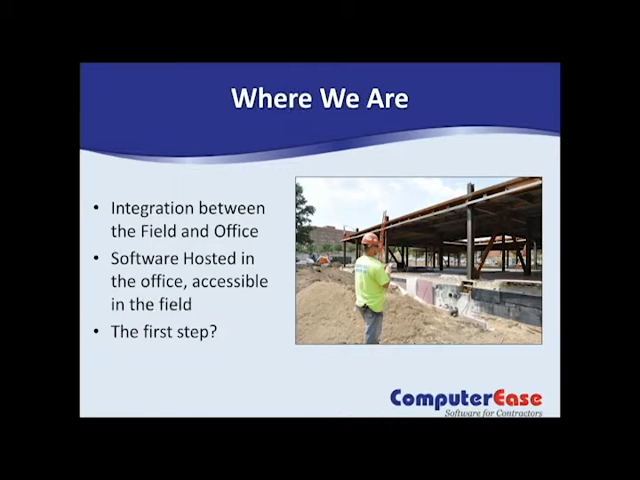 Where We Are
• Integration between
the Field and Office
• Software Hosted in
the office, accessible
in the field
• The first step?
ComputerEase
Software for Contractors